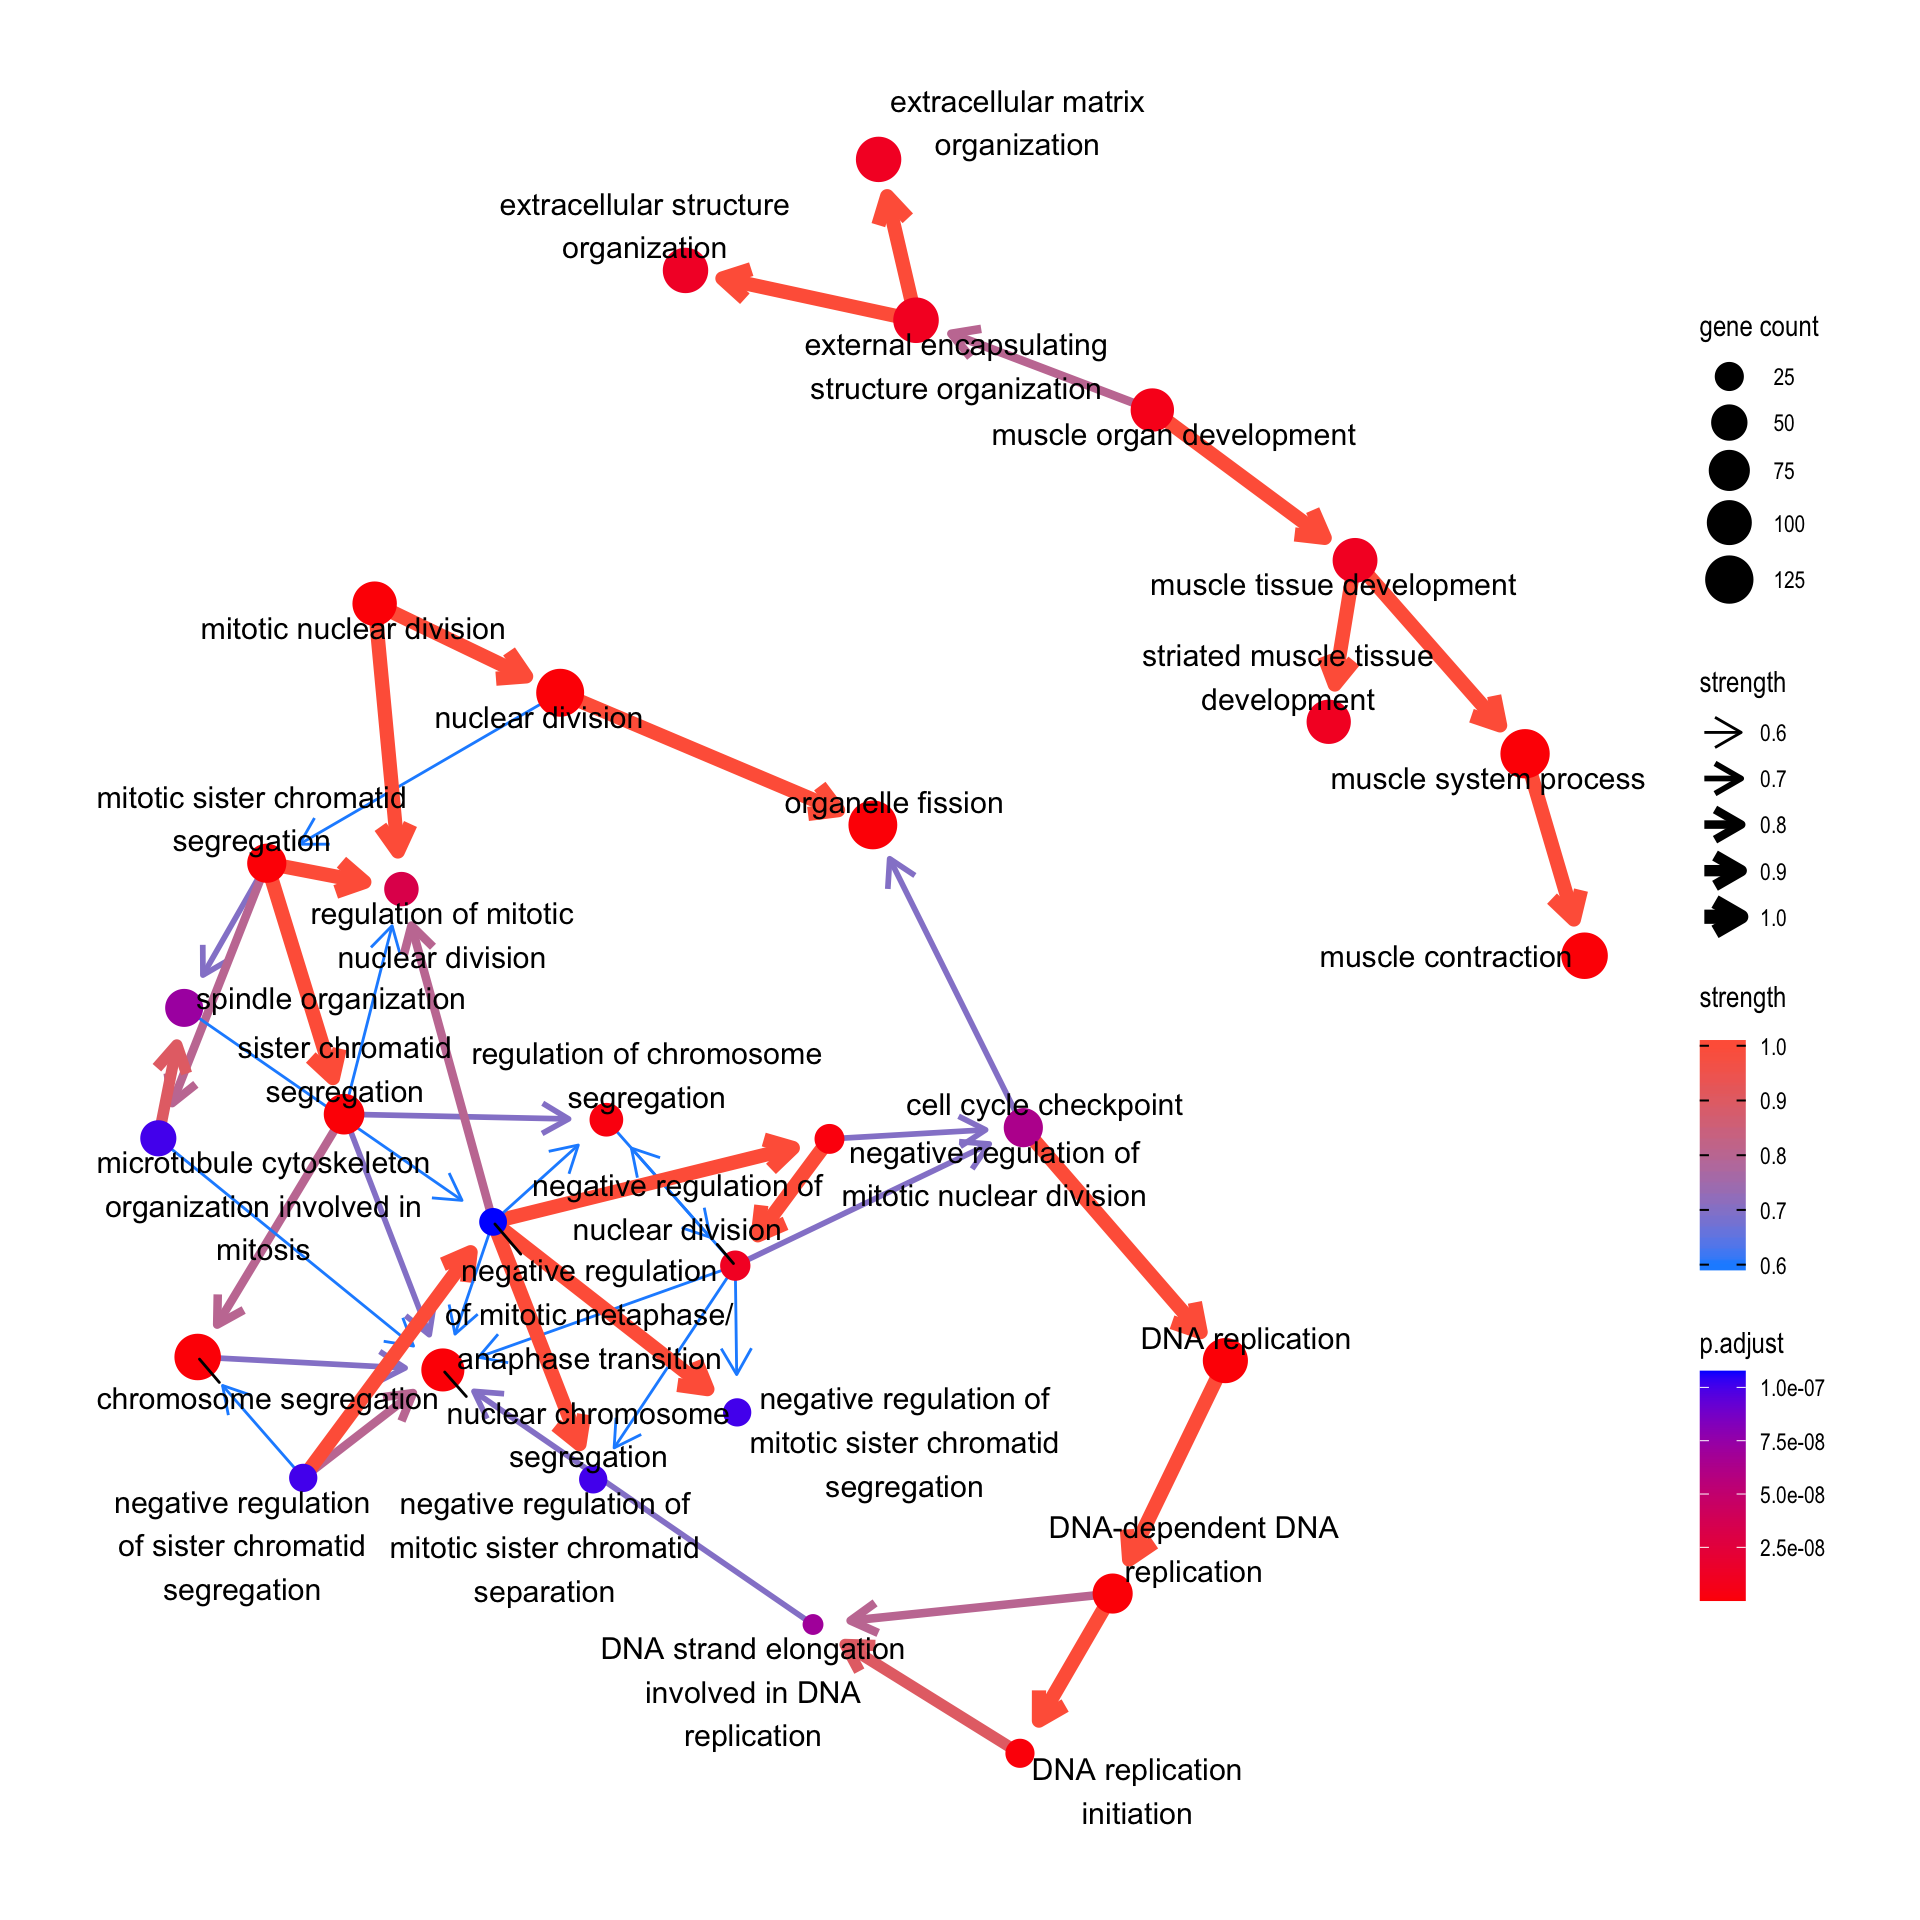 extracellular matrix
organization
extracellular structure
organization
external encapsulating
structure organization
muscle organ development
muscle tissue development
striated muscle tissue
development
muscle system process
muscle contraction
mitotic nuclear division
nuclear division
organelle fission
mitotic sister chromatid
segregation
regulation of mitotic
nuclear division
spindle organization
sister chromatid
segregation
regulation of chromosome
segregation
cell cycle checkpoint
negative regulation of
mitotic nuclear division
microtubule cytoskeleton
organization involved in
mitosis
negative regulation of
nuclear division
negative regulation
of mitotic metaphase/
anaphase transition
DNA replication
chromosome segregation
nuclear chromosome
segregation
negative regulation of
mitotic sister chromatid
segregation
negative regulation
of sister chromatid
segregation
negative regulation of
mitotic sister chromatid
separation
DNA-dependent DNA
replication
DNA strand elongation
involved in DNA
replication
DNA replication
initiation
gene count
25
50
75
100
125
strength
0.6
0.7
0.8
0.9
1.0
strength
1.0
0.9
0.8
0.7
0.6
p.adjust
1.0e-07
7.5e-08
5.0e-08
2.5e-08